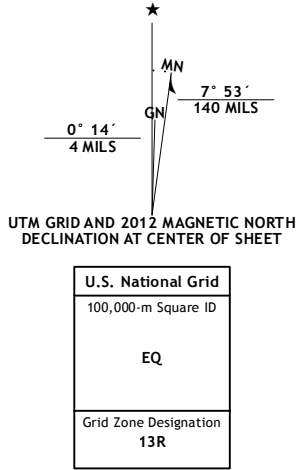 ★
MN
7° 53´
140 MILS
GN
0° 14´
4 MILS
UTM GRID AND 2012 MAGNETIC NORTH
DECLINATION AT CENTER OF SHEET
U.S. National Grid
100,000-m Square ID
EQ
Grid Zone Designation
13R